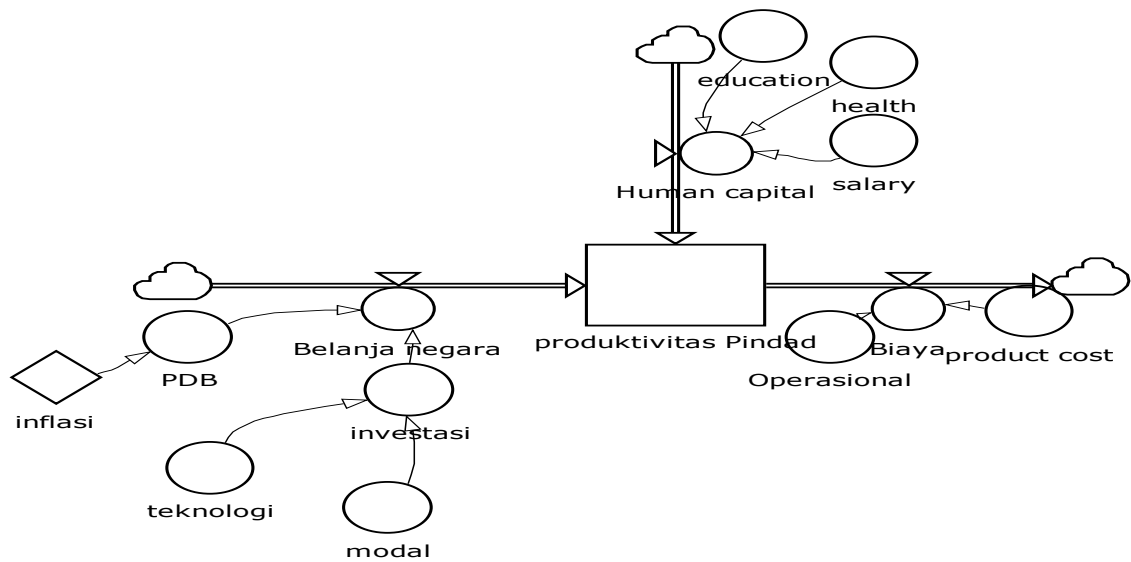 education
health
Human capital
salary
Belanja negara
produktivitas Pindad
Biaya
product cost
PDB
Operasional
inflasi
investasi
teknologi
modal